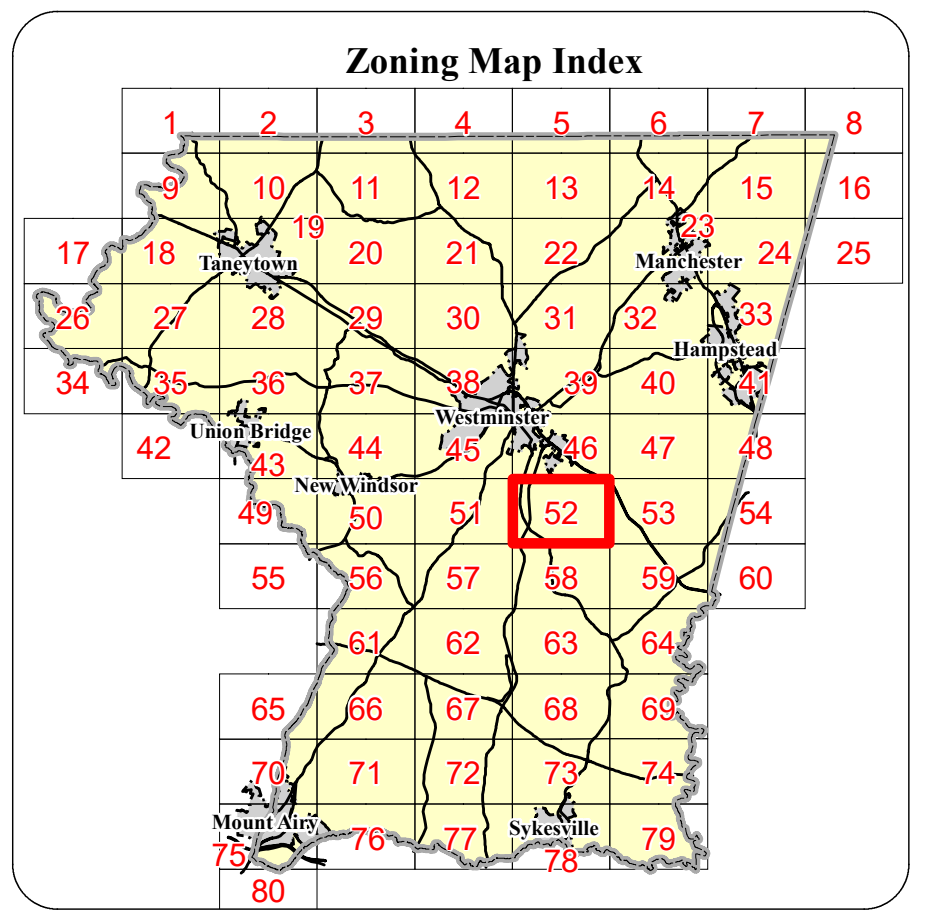 Zoning Map Index
1 2 3 4 5 6 7 8
9 10 11 12 13 14 15 16
17 18 19 20 21 22 23 24 25
Taneytown Manchester
26 27 28 29 30 31 32 33
Hampstead
34 35 36 37 38 39 40 41
Westminster
Union Bridge
42 43 44 45 46 47 48
New Windsor
49 50 51 52 53 54
55 56 57 58 59 60
61 62 63 64
65 66 67 68 69
70 71 72 73 74
Mount Airy Sykesville
75 76 77 78 79
80